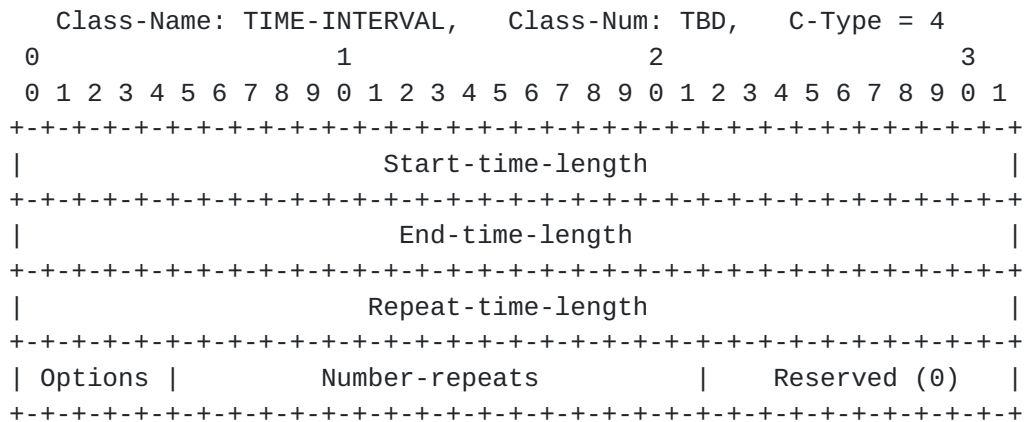 Class-Name: TIME-INTERVAL,   Class-Num: TBD,   C-Type = 4
 0                   1                   2                   3
 0 1 2 3 4 5 6 7 8 9 0 1 2 3 4 5 6 7 8 9 0 1 2 3 4 5 6 7 8 9 0 1
+-+-+-+-+-+-+-+-+-+-+-+-+-+-+-+-+-+-+-+-+-+-+-+-+-+-+-+-+-+-+-+-+
|                       Start-time-length                       |
+-+-+-+-+-+-+-+-+-+-+-+-+-+-+-+-+-+-+-+-+-+-+-+-+-+-+-+-+-+-+-+-+
|                        End-time-length                        |
+-+-+-+-+-+-+-+-+-+-+-+-+-+-+-+-+-+-+-+-+-+-+-+-+-+-+-+-+-+-+-+-+
|                      Repeat-time-length                       |
+-+-+-+-+-+-+-+-+-+-+-+-+-+-+-+-+-+-+-+-+-+-+-+-+-+-+-+-+-+-+-+-+
| Options |         Number-repeats          |    Reserved (0)   |
+-+-+-+-+-+-+-+-+-+-+-+-+-+-+-+-+-+-+-+-+-+-+-+-+-+-+-+-+-+-+-+-+